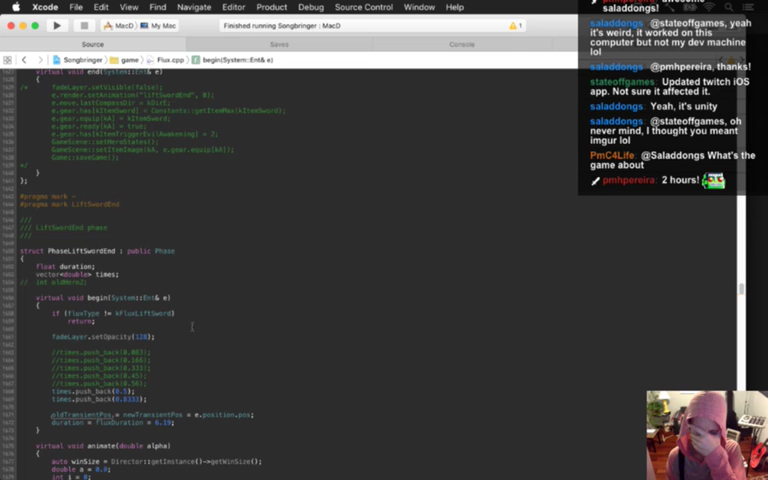 Xcode File Edit View Find Navigate Editor Product Debug Source Control Window Help
MacD My Mac
Finished running Songbringer : MacD
1
Source
Saves
Console
Songbringer game Flux.cpp begin(System::Ent& e)
virtual void end(System::Ent& e)
{
/* fadeLayer.setVisible(false);
e.render.setAnimation("liftSwordEnd", 0);
e.move.lastCompassDir = kDirS;
e.gear.has[kItemSword] = Constants::getItemMax(kItemSword);
e.gear.equip[kA] = kItemSword;
e.gear.ready[kA] = true;
e.gear.has[kItemTriggerEvilAwakening] = 2;
GameScene::setHeroStates();
GameScene::setItemImage(kA, e.gear.equip[kA]);
Game::saveGame();
*/
}
};
#pragma mark -
#pragma mark LiftSwordEnd
///
/// LiftSwordEnd phase
///
struct PhaseLiftSwordEnd : public Phase
{
float duration;
vector<double> times;
// int oldHeroZ;
virtual void begin(System::Ent& e)
{
if (fluxType != kFluxLiftSword)
return;
fadeLayer.setOpacity(128);
//times.push_back(0.083);
//times.push_back(0.166);
//times.push_back(0.333);
//times.push_back(0.45);
//times.push_back(0.56);
times.push_back(0.5);
times.push_back(0.8333);
oldTransientPos = newTransientPos = e.position.pos;
duration = fluxDuration = 6.10;
}
virtual void animate(double alpha)
{
auto winSize = Director::getInstance()->getWinSize();
double a = 0.0;
int i = 0;
saladdongs!
saladdongs: @stateofgames, yeah
it's weird, it worked on this
computer but not my dev machine
lol
saladdongs: @pmhpereira, thanks!
stateofgames: Updated twitch iOS
app. Not sure it affected it.
saladdongs: Yeah, it's unity
saladdongs: @stateofgames, oh
never mind, I thought you meant
imgur lol
PmC4Life: @Saladdongs What's the
game about
pmhpereira: 2 hours!